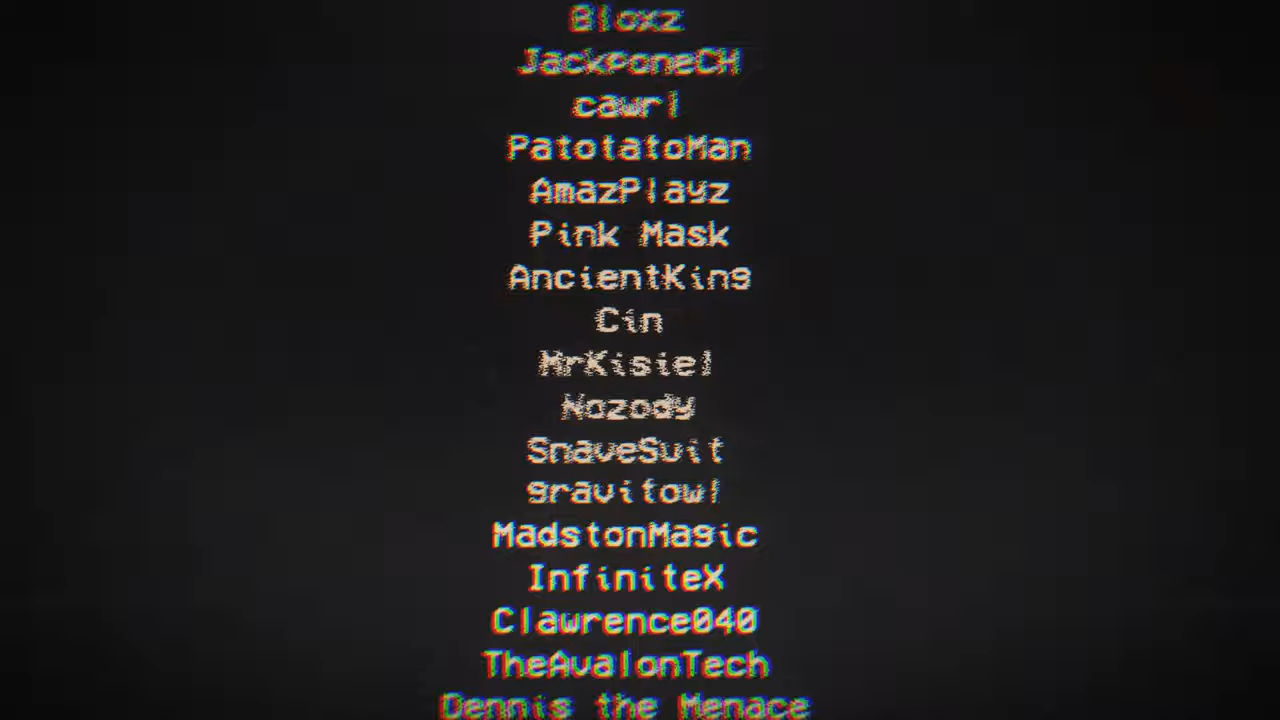 Bloxz
JackponeCH
cawrl
PatotatoMan
AmazPlayz
Pink Mask
AncientKing
Cin
MrKisiel
Nozody
SnaveSuit
gravitowl
MadstonMagic
InfiniteX
Clawrence040
TheAvalonTech
Dennis the Menace